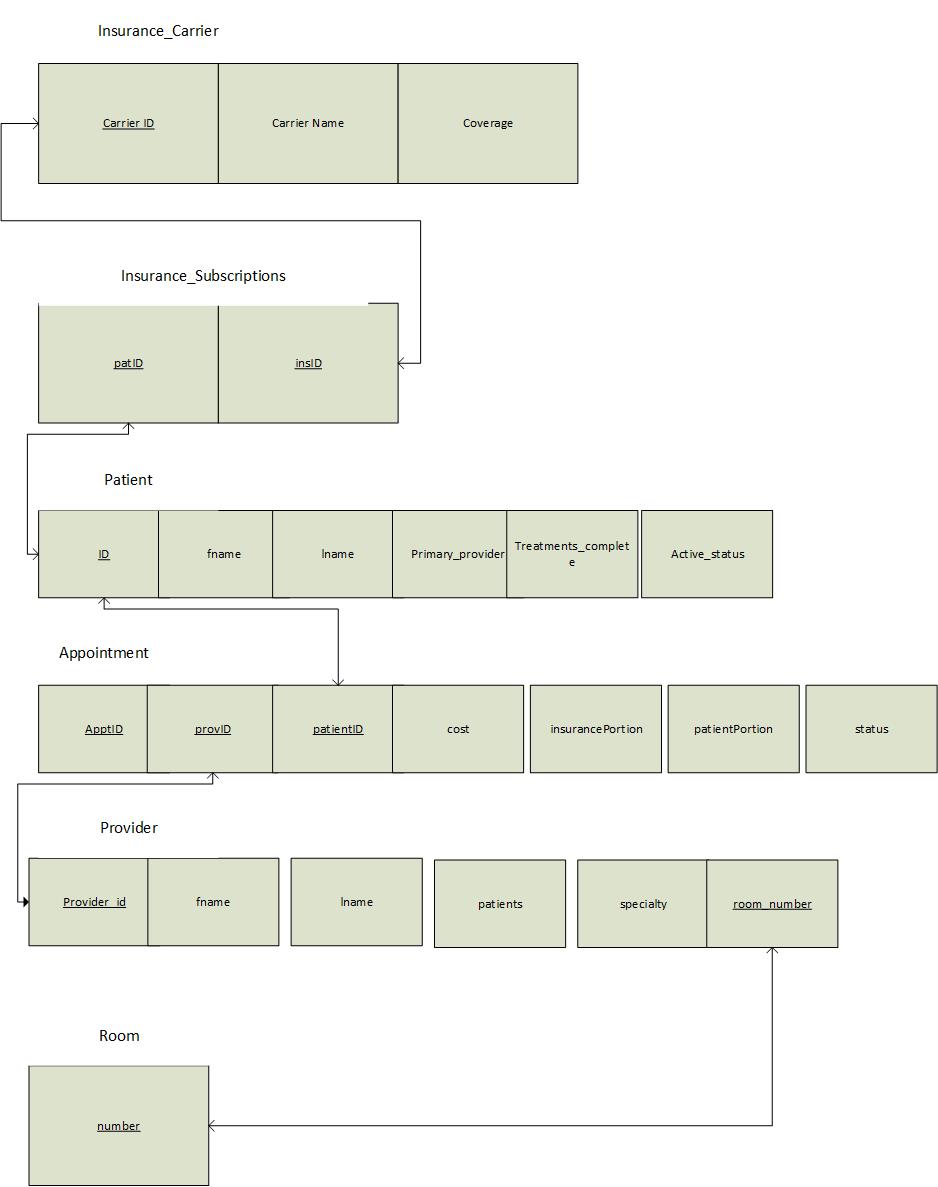 Insurance_Carrier
Carrier ID
Carrier Name
Coverage
Insurance_Subscriptions
patID
insID
Patient
ID
fname
lname
Primary_provider
Treatments_complet
e
Active_status
Appointment
ApptID
provID
patientID
cost
insurancePortion
patientPortion
status
Provider
Provider_id
fname
lname
patients
specialty
room_number
Room
number